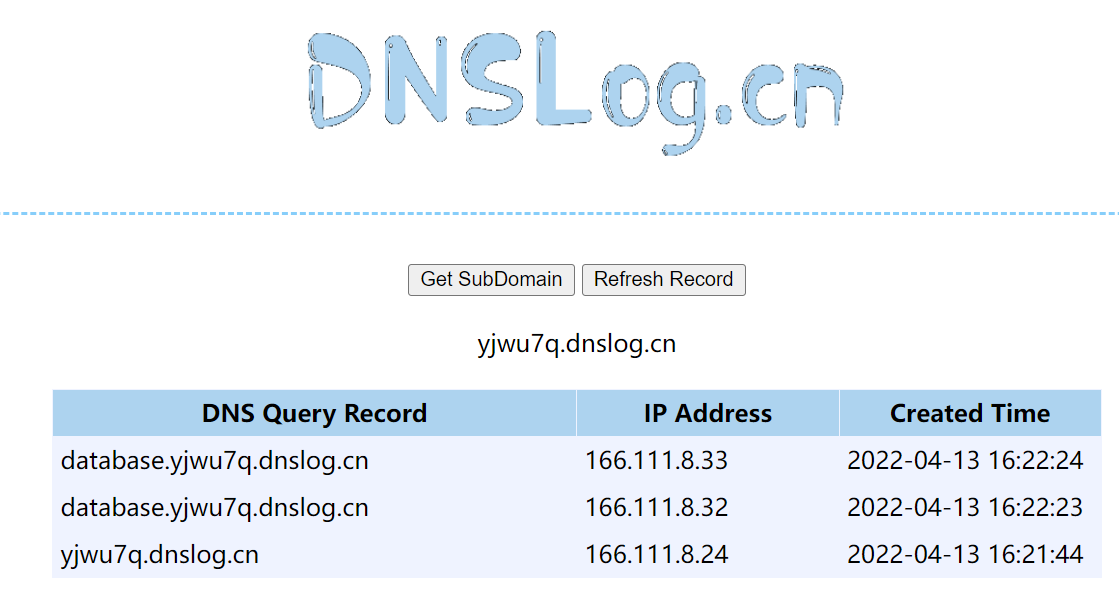 DNSLog.cn
Get SubDomain Refresh Record
yjwu7q.dnslog.cn
DNS Query Record IP Address Created Time
database.yjwu7q.dnslog.cn 166.111.8.33 2022-04-13 16:22:24
database.yjwu7q.dnslog.cn 166.111.8.32 2022-04-13 16:22:23
yjwu7q.dnslog.cn 166.111.8.24 2022-04-13 16:21:44